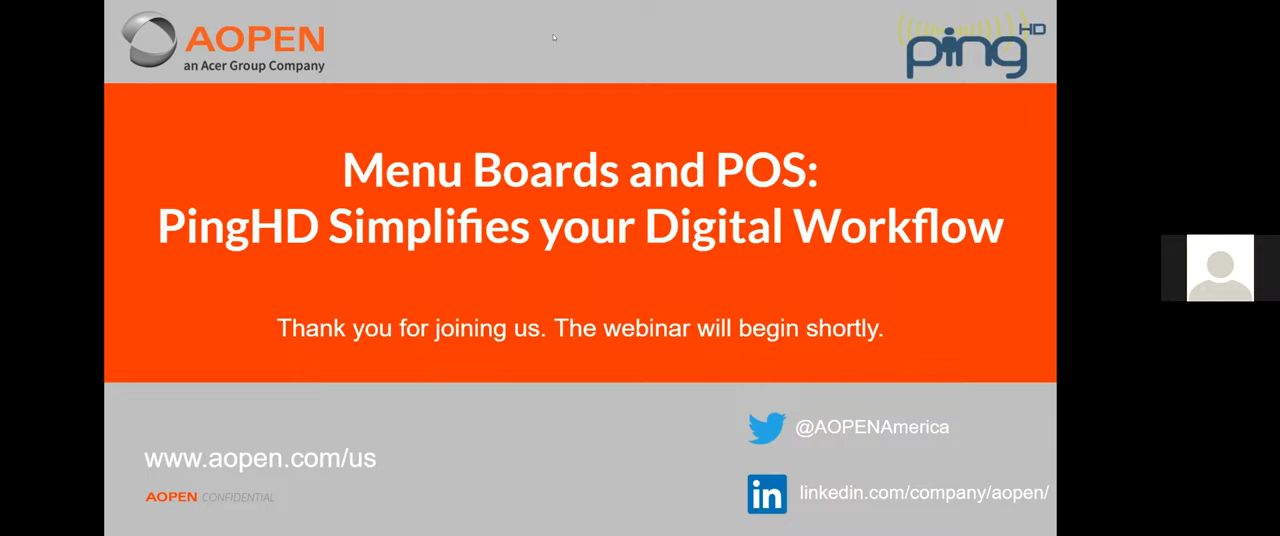 AOPEN
an Acer Group Company
ping HD
Menu Boards and POS:
PingHD Simplifies your Digital Workflow
Thank you for joining us. The webinar will begin shortly.
@AOPENAmerica
www.aopen.com/us
AOPEN CONFIDENTIAL
in linkedin.com/company/aopen/